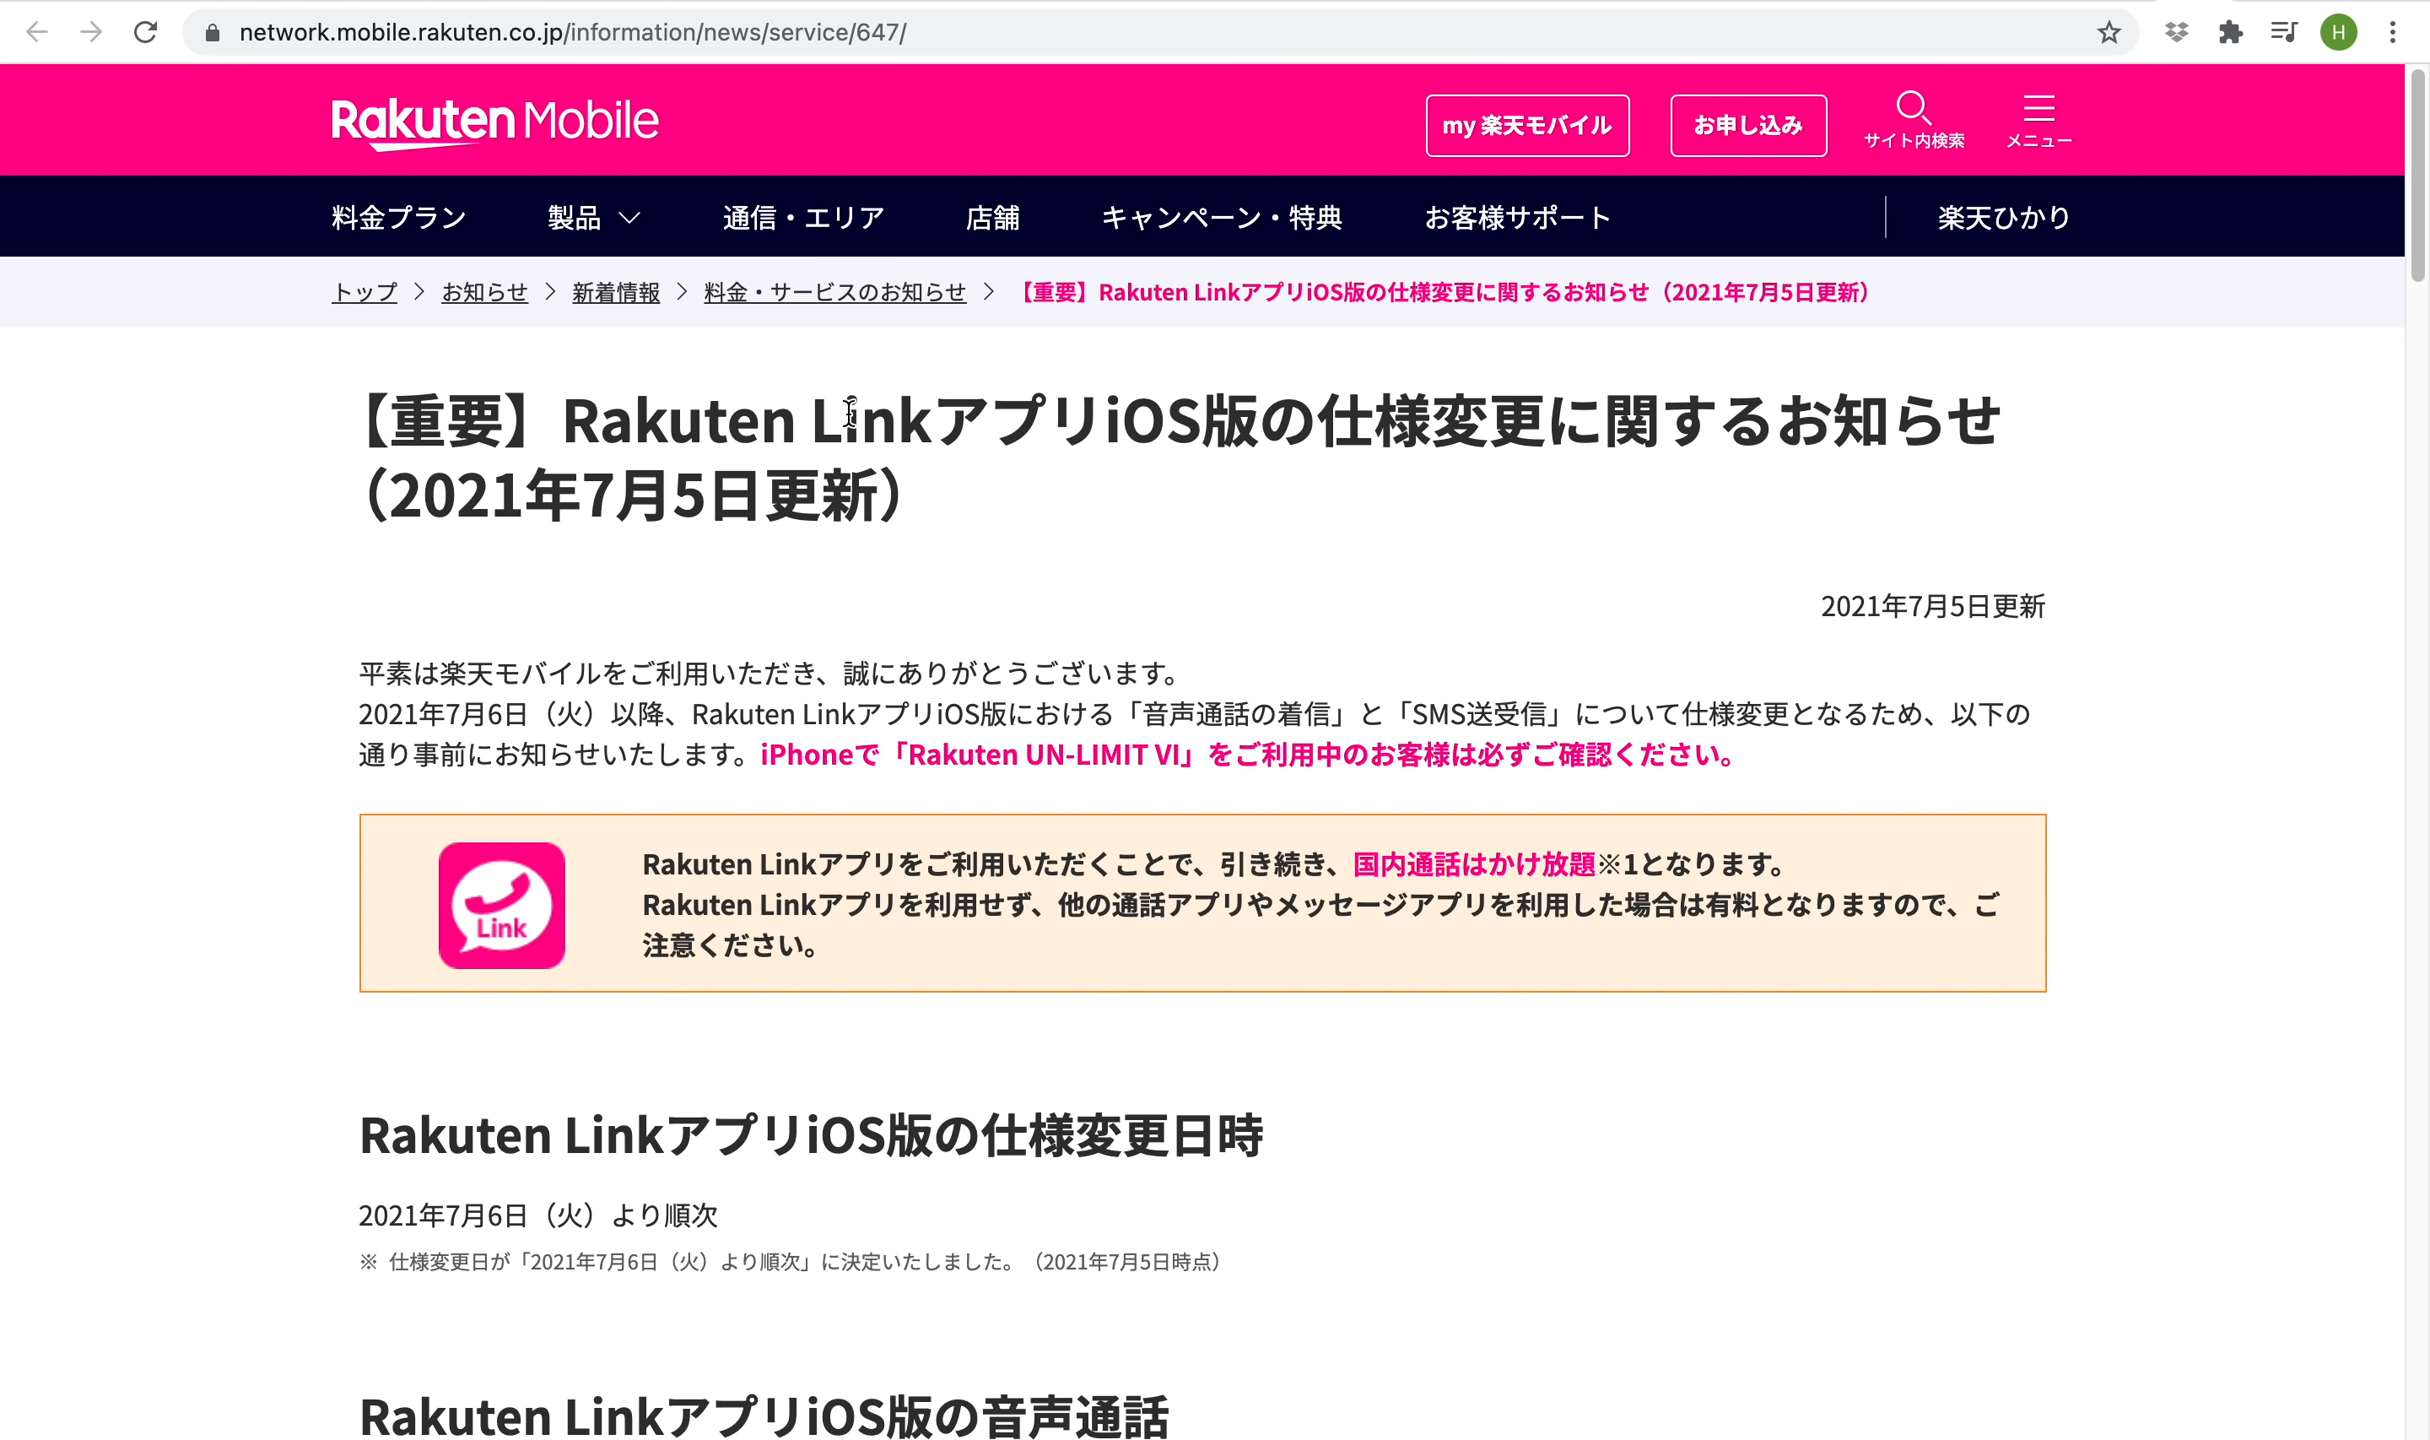 network.mobile.rakuten.co.jp/information/news/service/647/
H
Rakuten Mobile
my 楽天モバイル
お申し込み
サイト内検索
メニュー
料金プラン 製品 通信・エリア 店舗 キャンペーン・特典 お客様サポート 楽天ひかり
トップ > お知らせ > 新着情報 > 料金・サービスのお知らせ > 【重要】Rakuten LinkアプリiOS版の仕様変更に関するお知らせ（2021年7月5日更新）
【重要】Rakuten LinkアプリiOS版の仕様変更に関するお知らせ
（2021年7月5日更新）
2021年7月5日更新
平素は楽天モバイルをご利用いただき、誠にありがとうございます。
2021年7月6日（火）以降、Rakuten LinkアプリiOS版における「音声通話の着信」と「SMS送受信」について仕様変更となるため、以下の
通り事前にお知らせいたします。iPhoneで「Rakuten UN-LIMIT VI」をご利用中のお客様は必ずご確認ください。
Link
Rakuten Linkアプリをご利用いただくことで、引き続き、国内通話はかけ放題※1となります。
Rakuten Linkアプリを利用せず、他の通話アプリやメッセージアプリを利用した場合は有料となりますので、ご
注意ください。
Rakuten LinkアプリiOS版の仕様変更日時
2021年7月6日（火）より順次
※ 仕様変更日が「2021年7月6日（火）より順次」に決定いたしました。（2021年7月5日時点）
Rakuten LinkアプリiOS版の音声通話